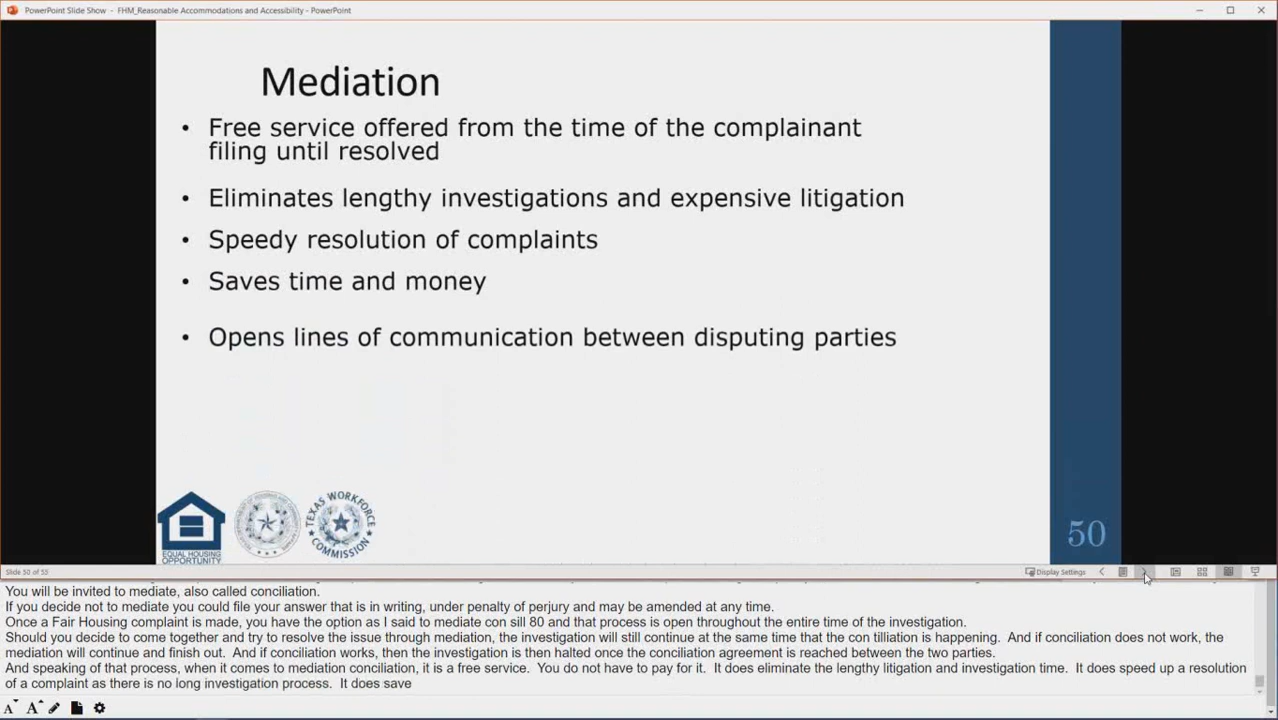 PowerPoint Slide Show - FHM_Reasonable Accommodations and Accessibility - PowerPoint
Mediation
• Free service offered from the time of the complainant
filing until resolved
• Eliminates lengthy investigations and expensive litigation
• Speedy resolution of complaints
• Saves time and money
• Opens lines of communication between disputing parties
EQUAL HOUSING
OPPORTUNITY
TEXAS WORKFORCE
COMMISSION
50
Slide 50 of 55
Display Settings
You will be invited to mediate, also called conciliation.
If you decide not to mediate you could file your answer that is in writing, under penalty of perjury and may be amended at any time.
Once a Fair Housing complaint is made, you have the option as I said to mediate con sill 80 and that process is open throughout the entire time of the investigation.
Should you decide to come together and try to resolve the issue through mediation, the investigation will still continue at the same time that the con tilliation is happening. And if conciliation does not work, the
mediation will continue and finish out. And if conciliation works, then the investigation is then halted once the conciliation agreement is reached between the two parties.
And speaking of that process, when it comes to mediation conciliation, it is a free service. You do not have to pay for it. It does eliminate the lengthy litigation and investigation time. It does speed up a resolution
of a complaint as there is no long investigation process. It does save
A A